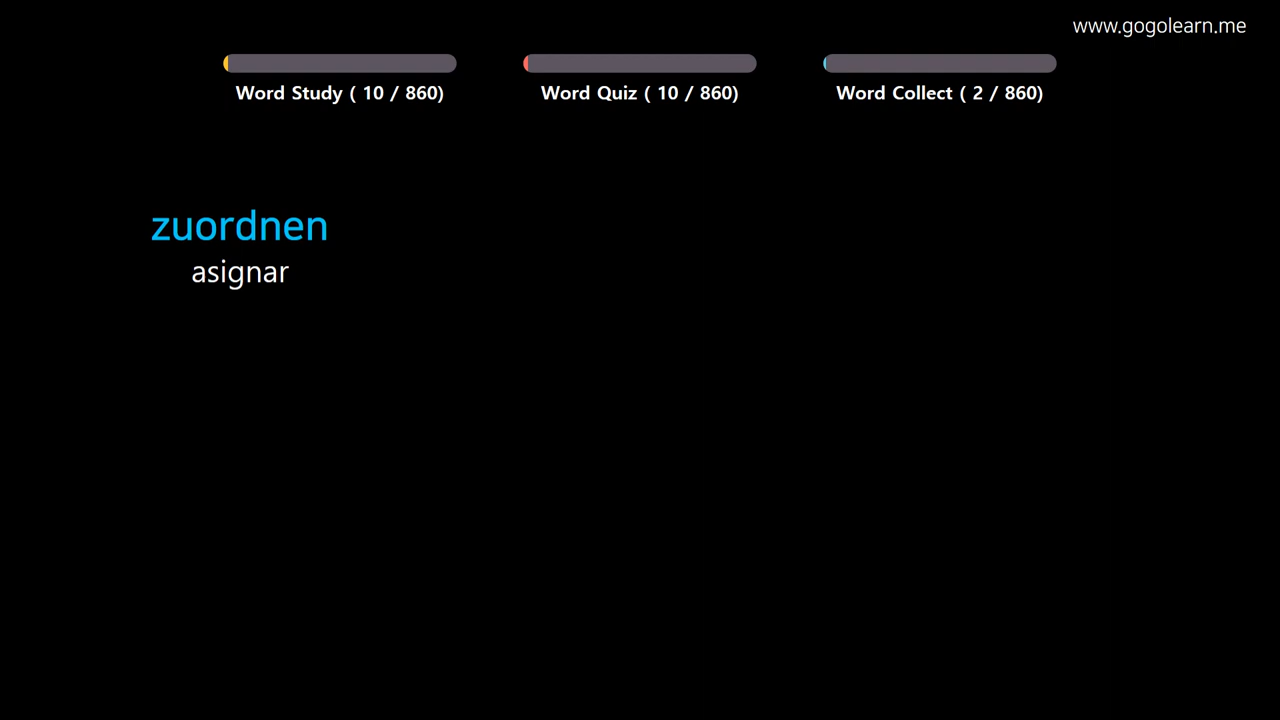 www.gogolearn.me
Word Study ( 10 / 860)
Word Quiz ( 10 / 860)
Word Collect ( 2 / 860)
zuordnen
asignar